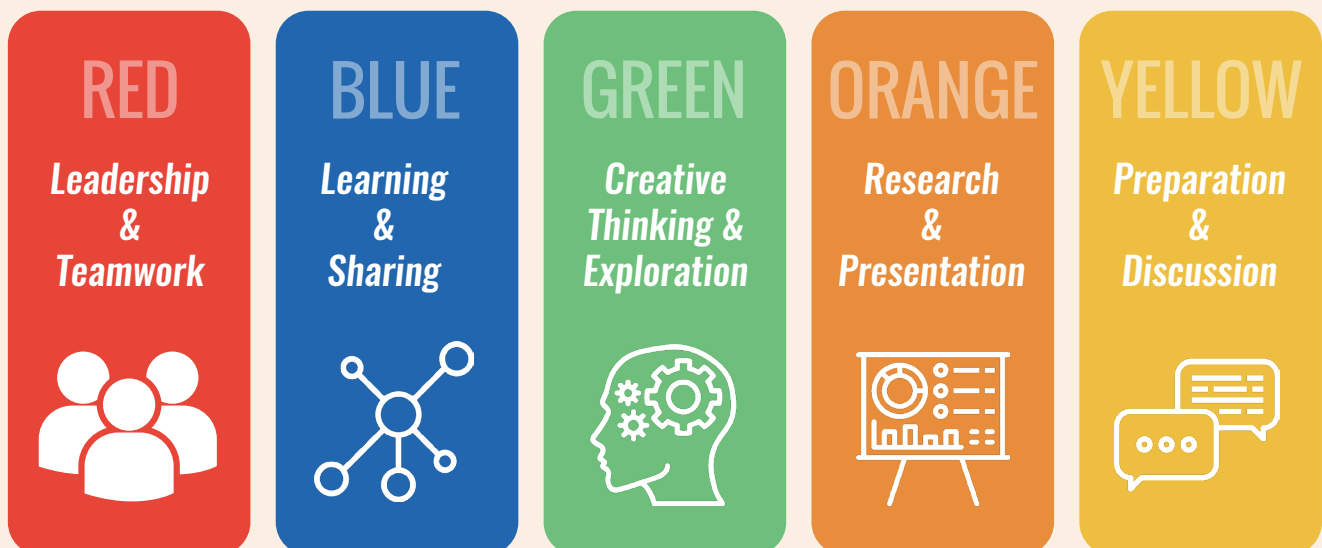 RED
Leadership
&
Teamwork
BLUE
Learning
&
Sharing
GREEN
Creative
Thinking &
Exploration
ORANGE
Research
&
Presentation
YELLOW
Preparation
&
Discussion